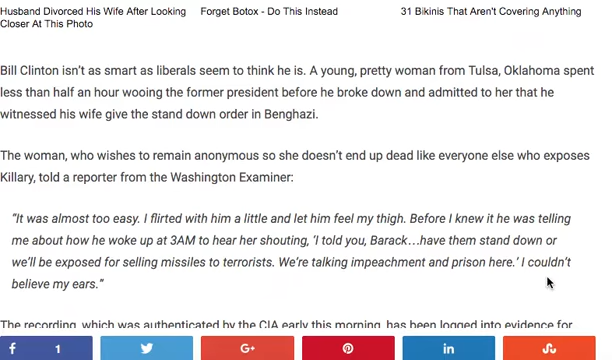 Husband Divorced His Wife After Looking
Closer At This Photo
Forget Botox - Do This Instead
31 Bikinis That Aren't Covering Anything
Bill Clinton isn’t as smart as liberals seem to think he is. A young, pretty woman from Tulsa, Oklahoma spent
less than half an hour wooing the former president before he broke down and admitted to her that he
witnessed his wife give the stand down order in Benghazi.
The woman, who wishes to remain anonymous so she doesn’t end up dead like everyone else who exposes
Killary, told a reporter from the Washington Examiner:
“It was almost too easy. I flirted with him a little and let him feel my thigh. Before I knew it he was telling
me about how he woke up at 3AM to hear her shouting, ‘I told you, Barack…have them stand down or
we’ll be exposed for selling missiles to terrorists. We’re talking impeachment and prison here.’ I couldn’t
believe my ears.”
The recording, which was authenticated by the CIA early this morning, has been logged into evidence for
f 1 G+ in